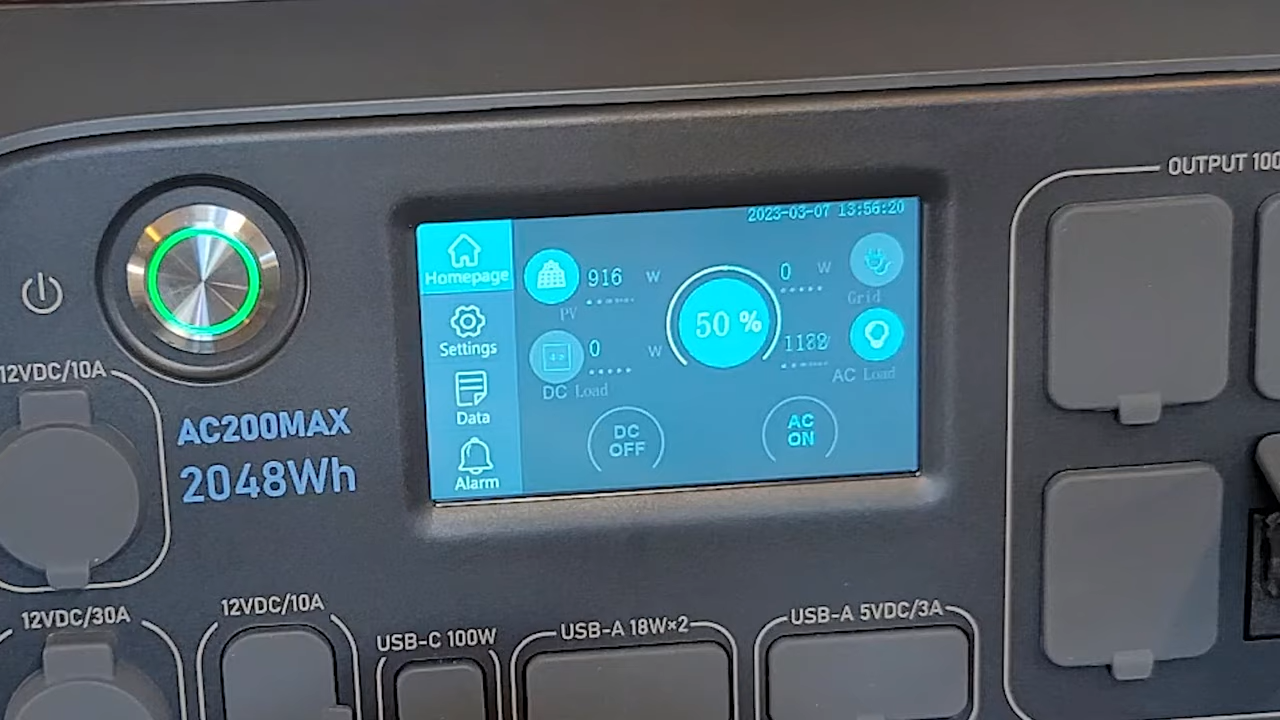 OUTPUT 100
2023-03-07 13:56:20
Homepage
916 W
PV
0 W
Grid
50 %
Settings
0 W
DC Load
AC Load
12VDC/10A
AC200MAX
2048Wh
Data
DC
OFF
AC
ON
Alarm
12VDC/30A
12VDC/10A
USB-C 100W
USB-A 18W×2
USB-A 5VDC/3A